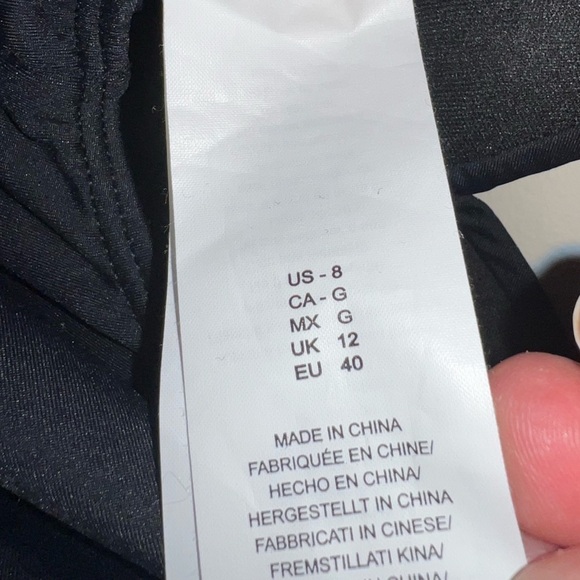 US - 8
CA - G
MX G
UK 12
EU 40
MADE IN CHINA
FABRIQUÉE EN CHINE/
HECHO EN CHINA/
HERGESTELLT IN CHINA
FABBRICATI IN CINESE/
FREMSTILLATI KINA/